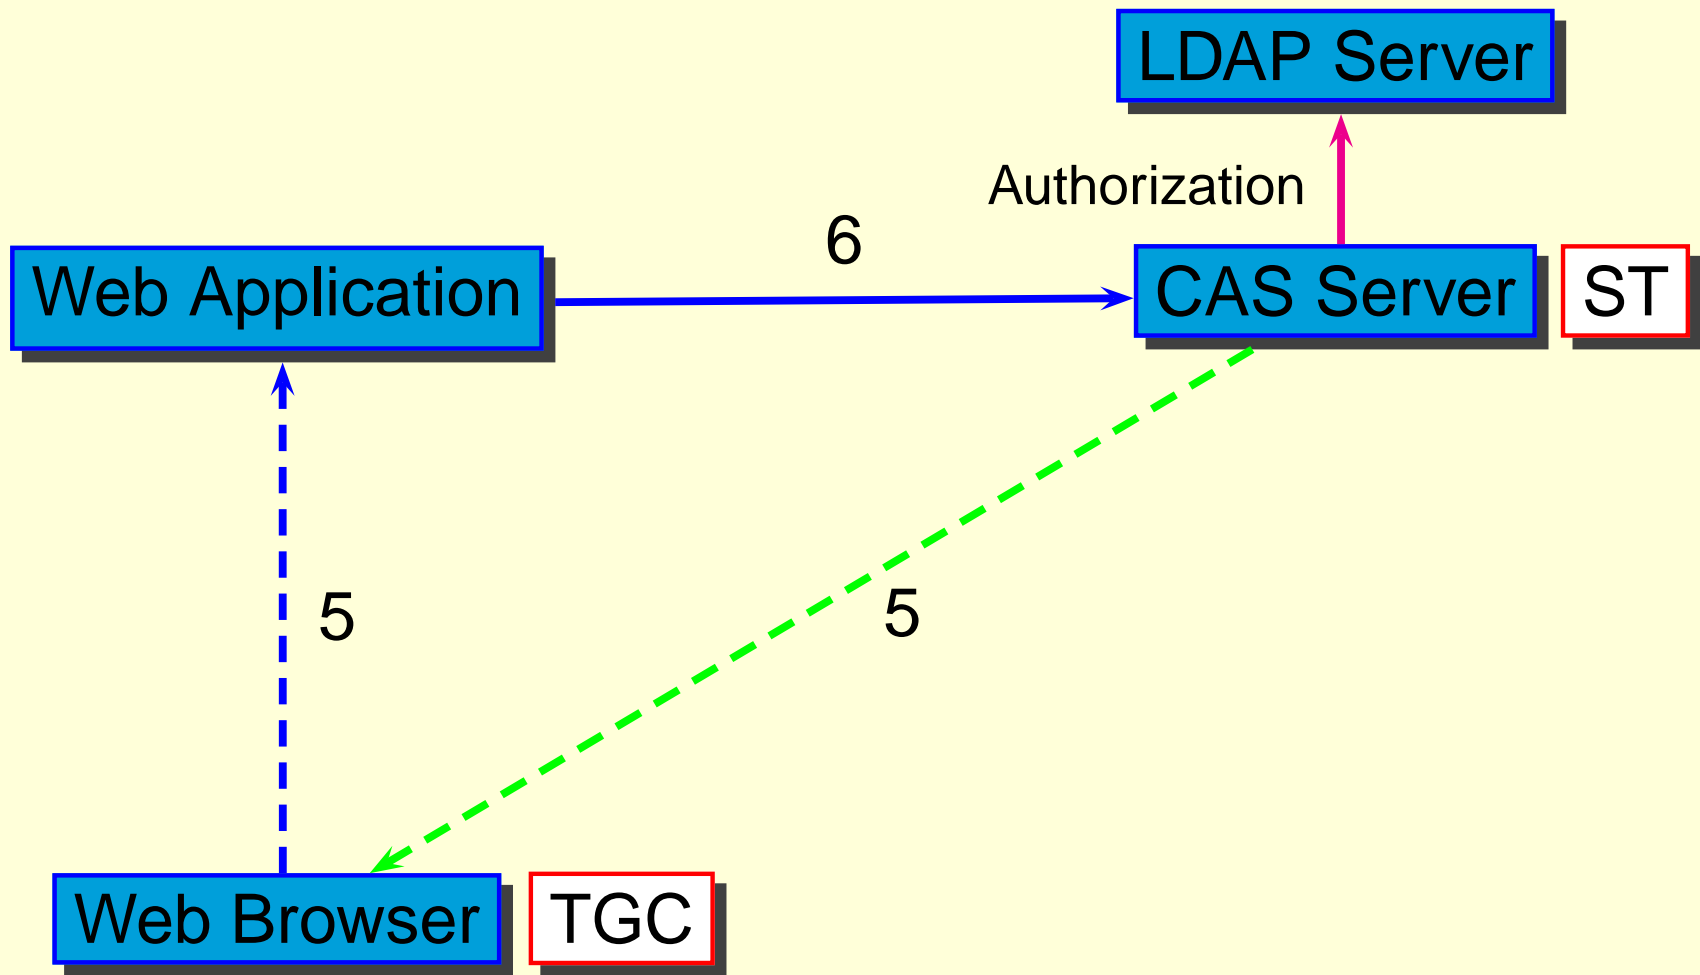 LDAP Server
Authorization
6
Web Application
CAS Server
ST
5
5
Web Browser
TGC